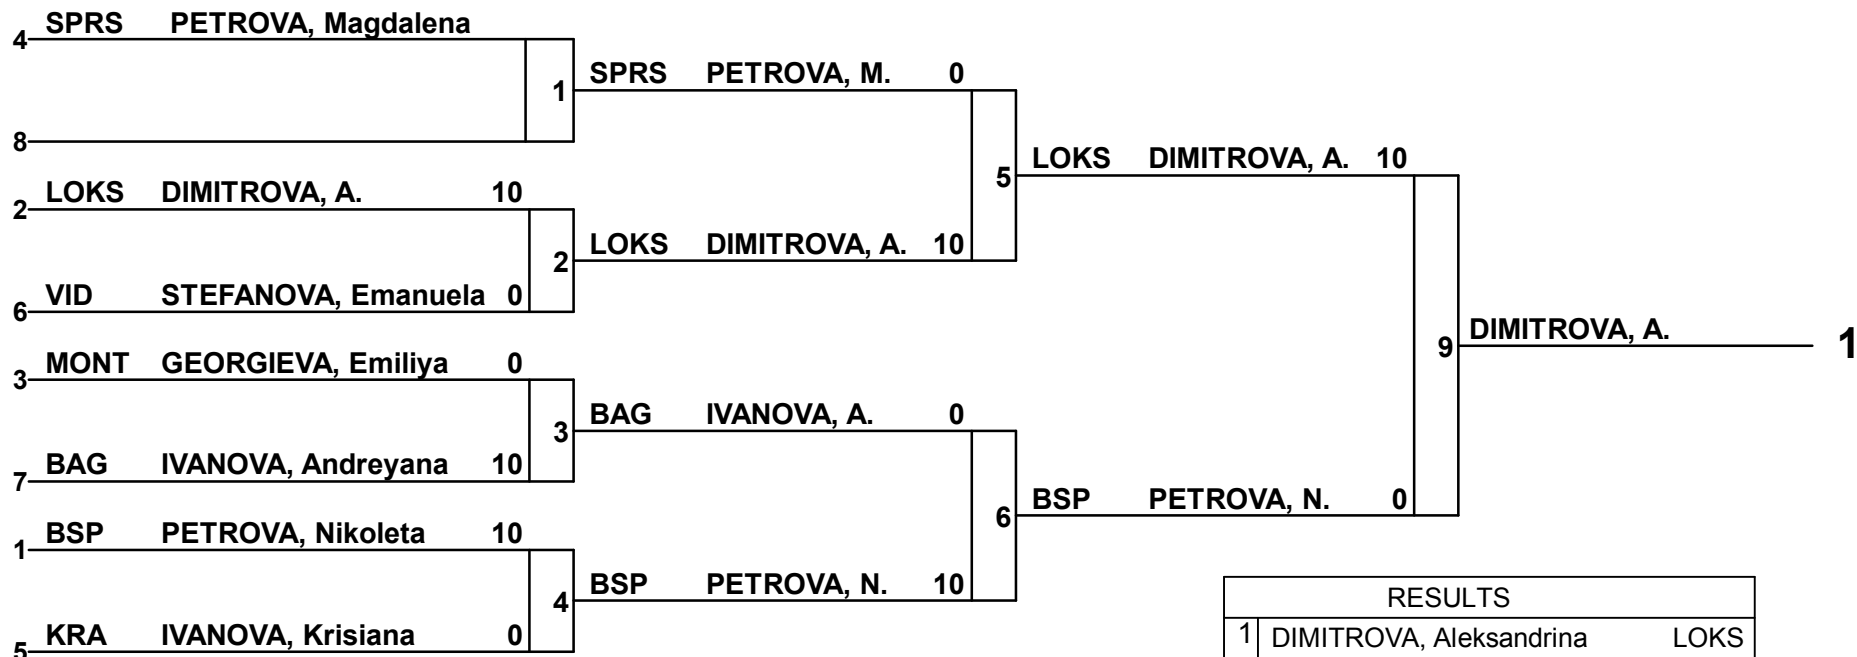 4 SPRS PETROVA, Magdalena
1 SPRS PETROVA, M. 0
8
5 LOKS DIMITROVA, A. 10
2 LOKS DIMITROVA, A. 10
2 LOKS DIMITROVA, A. 10
6 VID STEFANOVA, Emanuela 0
9 DIMITROVA, A. 1
3 MONT GEORGIEVA, Emiliya 0
3 BAG IVANOVA, A. 0
7 BAG IVANOVA, Andreyana 10
6 BSP PETROVA, N. 0
1 BSP PETROVA, Nikoleta 10
4 BSP PETROVA, N. 10
5 KRA IVANOVA, Krisiana 0
RESULTS
1 DIMITROVA, Aleksandrina LOKS